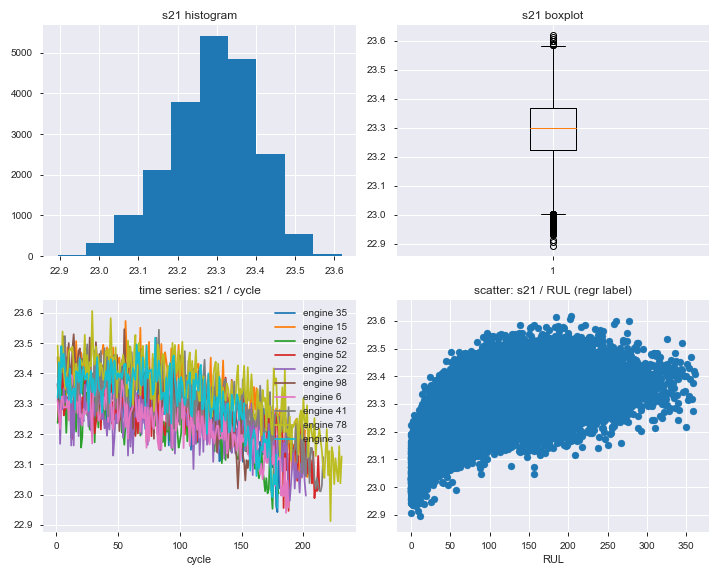 s21 histogram
5000
4000
3000
2000
1000
0
22.9 23.0 23.1 23.2 23.3 23.4 23.5 23.6
s21 boxplot
23.6
23.5
23.4
23.3
23.2
23.1
23.0
22.9
1
time series: s21 / cycle
23.6
23.5
23.4
23.3
23.2
23.1
23.0
22.9
engine 35
engine 15
engine 62
engine 52
engine 22
engine 98
engine 6
engine 41
engine 78
engine 3
0 50 100 150 200
cycle
scatter: s21 / RUL (regr label)
23.6
23.5
23.4
23.3
23.2
23.1
23.0
22.9
0 50 100 150 200 250 300 350
RUL